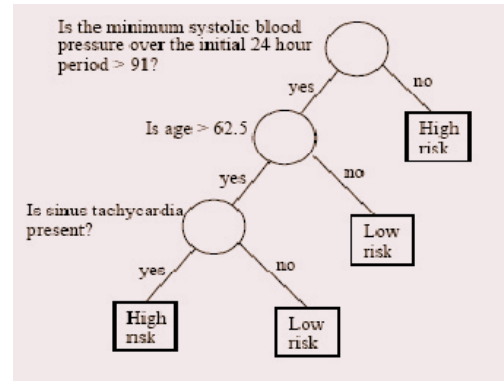 Is the minimum systolic blood
pressure over the initial 24 hour
period > 91?
yes
no
Is age > 62.5
High
risk
yes
no
Is sinus tachycardia
present?
Low
risk
yes
no
High
risk
Low
risk